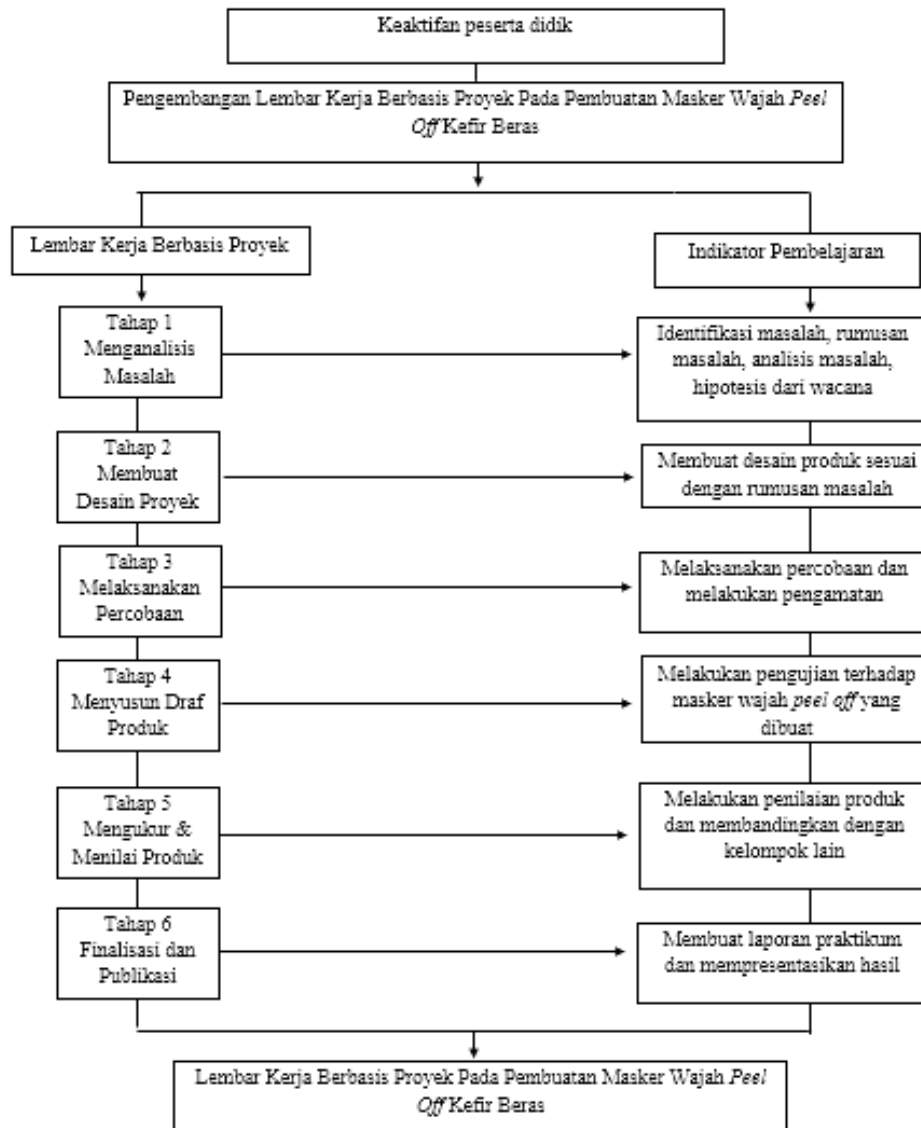 Keaktifan peserta didik
Pengembangan Lembar Kerja Berbasis Proyek Pada Pembuatan Masker Wajah Peel
Off Kefir Beras
Lembar Kerja Berbasis Proyek
Indikator Pembelajaran
Tahap 1
Menganalisis
Masalah
Identifikasi masalah, rumusan
masalah, analisis masalah,
hipotesis dari wacana
Tahap 2
Membuat
Desain Proyek
Membuat desain produk sesuai
dengan rumusan masalah
Tahap 3
Melaksanakan
Percobaan
Melaksanakan percobaan dan
melakukan pengamatan
Tahap 4
Menyusun Draf
Produk
Melakukan pengujian terhadap
masker wajah peel off yang
dibuat
Tahap 5
Mengukur &
Menilai Produk
Melakukan penilaian produk
dan membandingkan dengan
kelompok lain
Tahap 6
Finalisasi dan
Publikasi
Membuat laporan praktikum
dan mempresentasikan hasil
Lembar Kerja Berbasis Proyek Pada Pembuatan Masker Wajah Peel
Off Kefir Beras